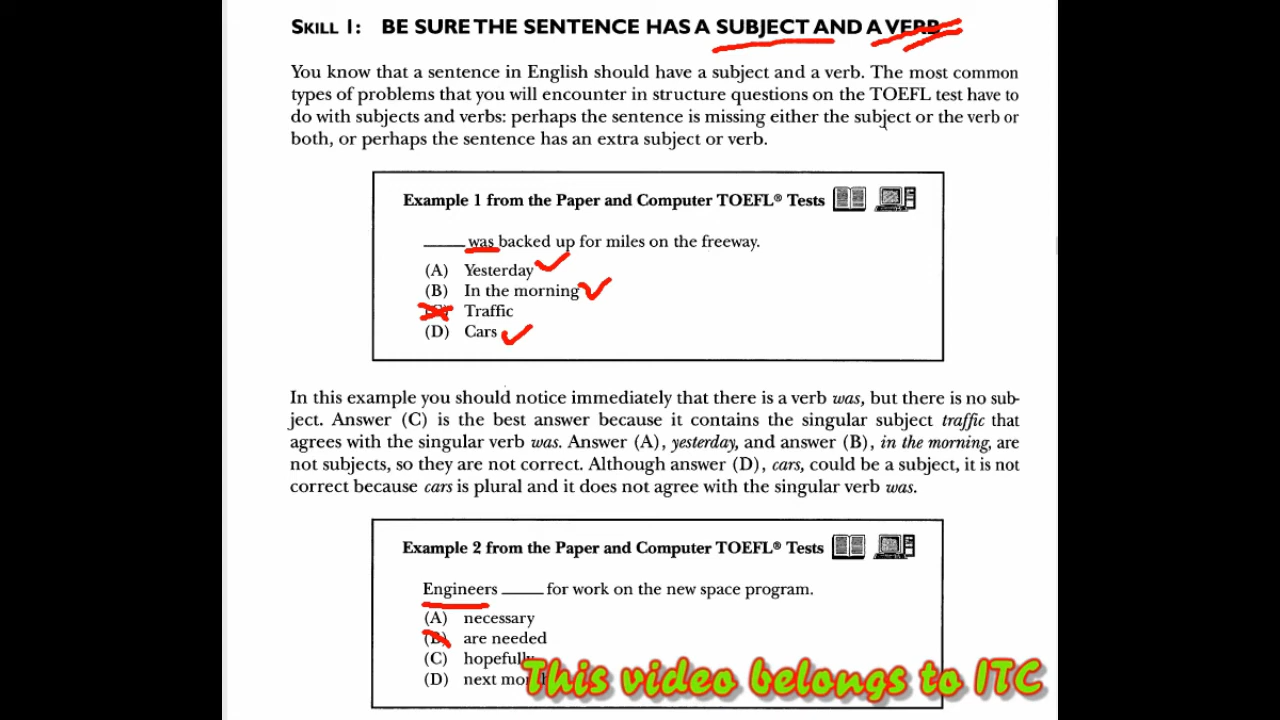 SKILL 1: BE SURE THE SENTENCE HAS A SUBJECT AND A VERB
You know that a sentence in English should have a subject and a verb. The most common
types of problems that you will encounter in structure questions on the TOEFL test have to
do with subjects and verbs: perhaps the sentence is missing either the subject or the verb or
both, or perhaps the sentence has an extra subject or verb.
Example 1 from the Paper and Computer TOEFL® Tests
_____ was backed up for miles on the freeway.
(A) Yesterday
(B) In the morning
(C) Traffic
(D) Cars
In this example you should notice immediately that there is a verb was, but there is no sub-
ject. Answer (C) is the best answer because it contains the singular subject traffic that
agrees with the singular verb was. Answer (A), yesterday, and answer (B), in the morning, are
not subjects, so they are not correct. Although answer (D), cars, could be a subject, it is not
correct because cars is plural and it does not agree with the singular verb was.
Example 2 from the Paper and Computer TOEFL® Tests
Engineers _____ for work on the new space program.
(A) necessary
(B) are needed
(C) hopefully
(D) next
This video belongs to ITC